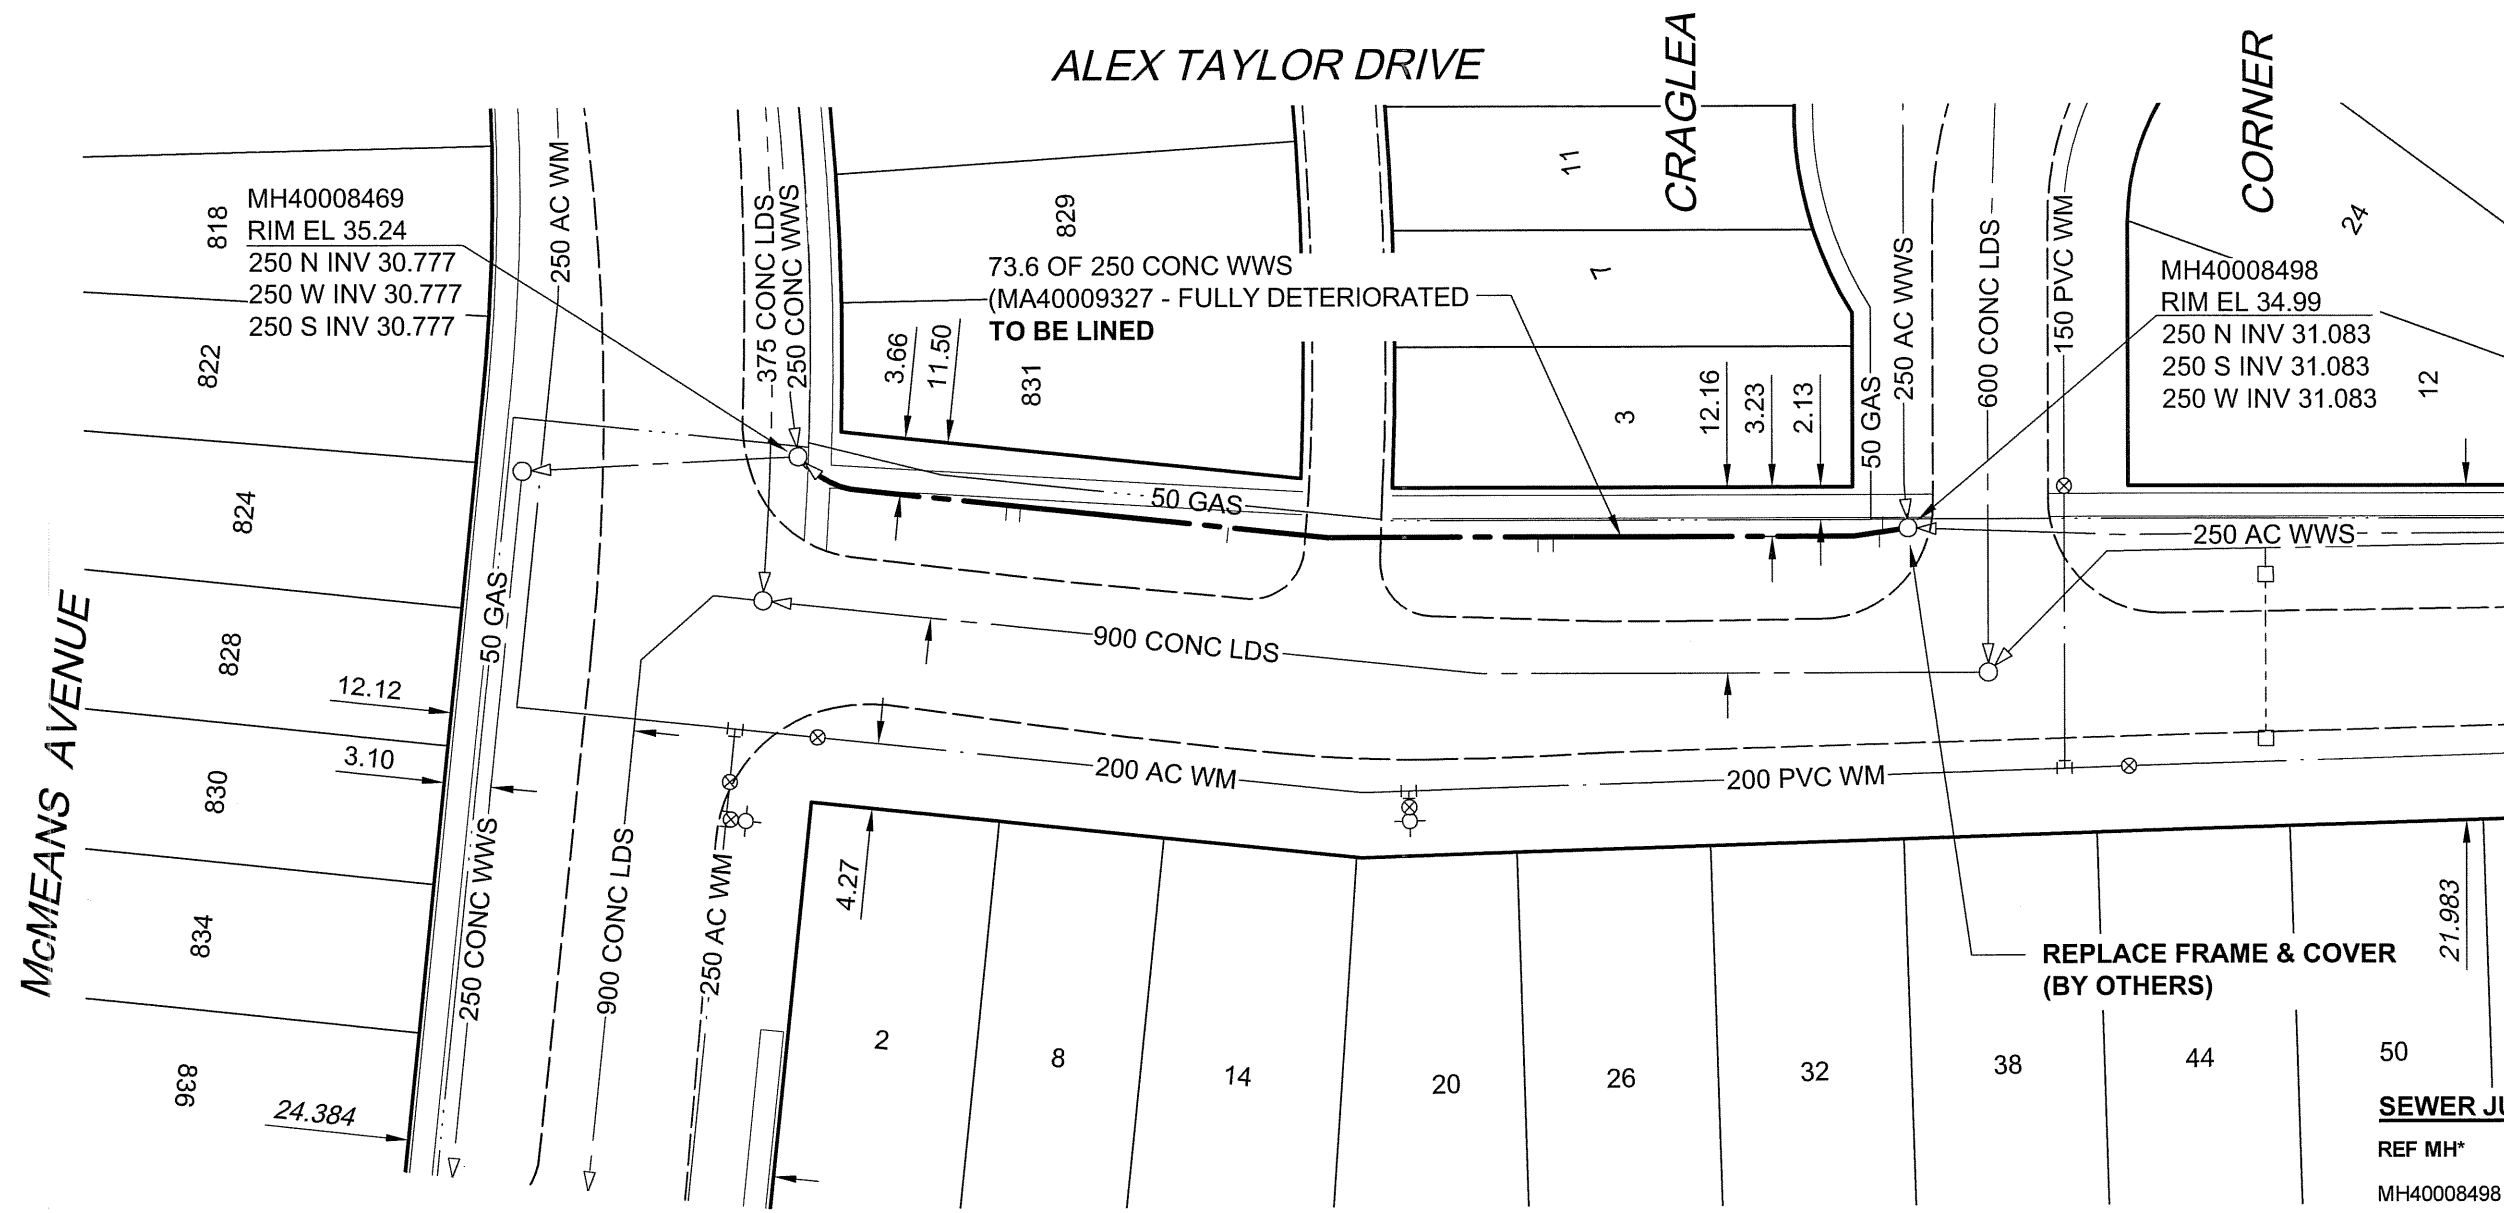 ALEX TAYLOR DRIVE
CRAGLEA
CORNER
McMEANS AVENUE
MH40008469
RIM EL 35.24
250 N INV 30.777
250 W INV 30.777
250 S INV 30.777
73.6 OF 250 CONC WWS
(MA40009327 - FULLY DETERIORATED
TO BE LINED
MH40008498
RIM EL 34.99
250 N INV 31.083
250 S INV 31.083
250 W INV 31.083
818
822
824
828
830
834
836
829
831
11
7
3
24
12
250 AC WM
375 CONC LDS
250 CONC WWS
3.66
11.50
12.16
3.23
2.13
50 GAS
250 AC WWS
600 CONC LDS
150 PVC WM
50 GAS
250 AC WWS
50 GAS
900 CONC LDS
12.12
3.10
200 AC WM
200 PVC WM
250 CONC WWS
900 CONC LDS
250 AC WM
4.27
21.983
24.384
REPLACE FRAME & COVER
(BY OTHERS)
2
8
14
20
26
32
38
44
50
SEWER JU
REF MH*
MH40008498